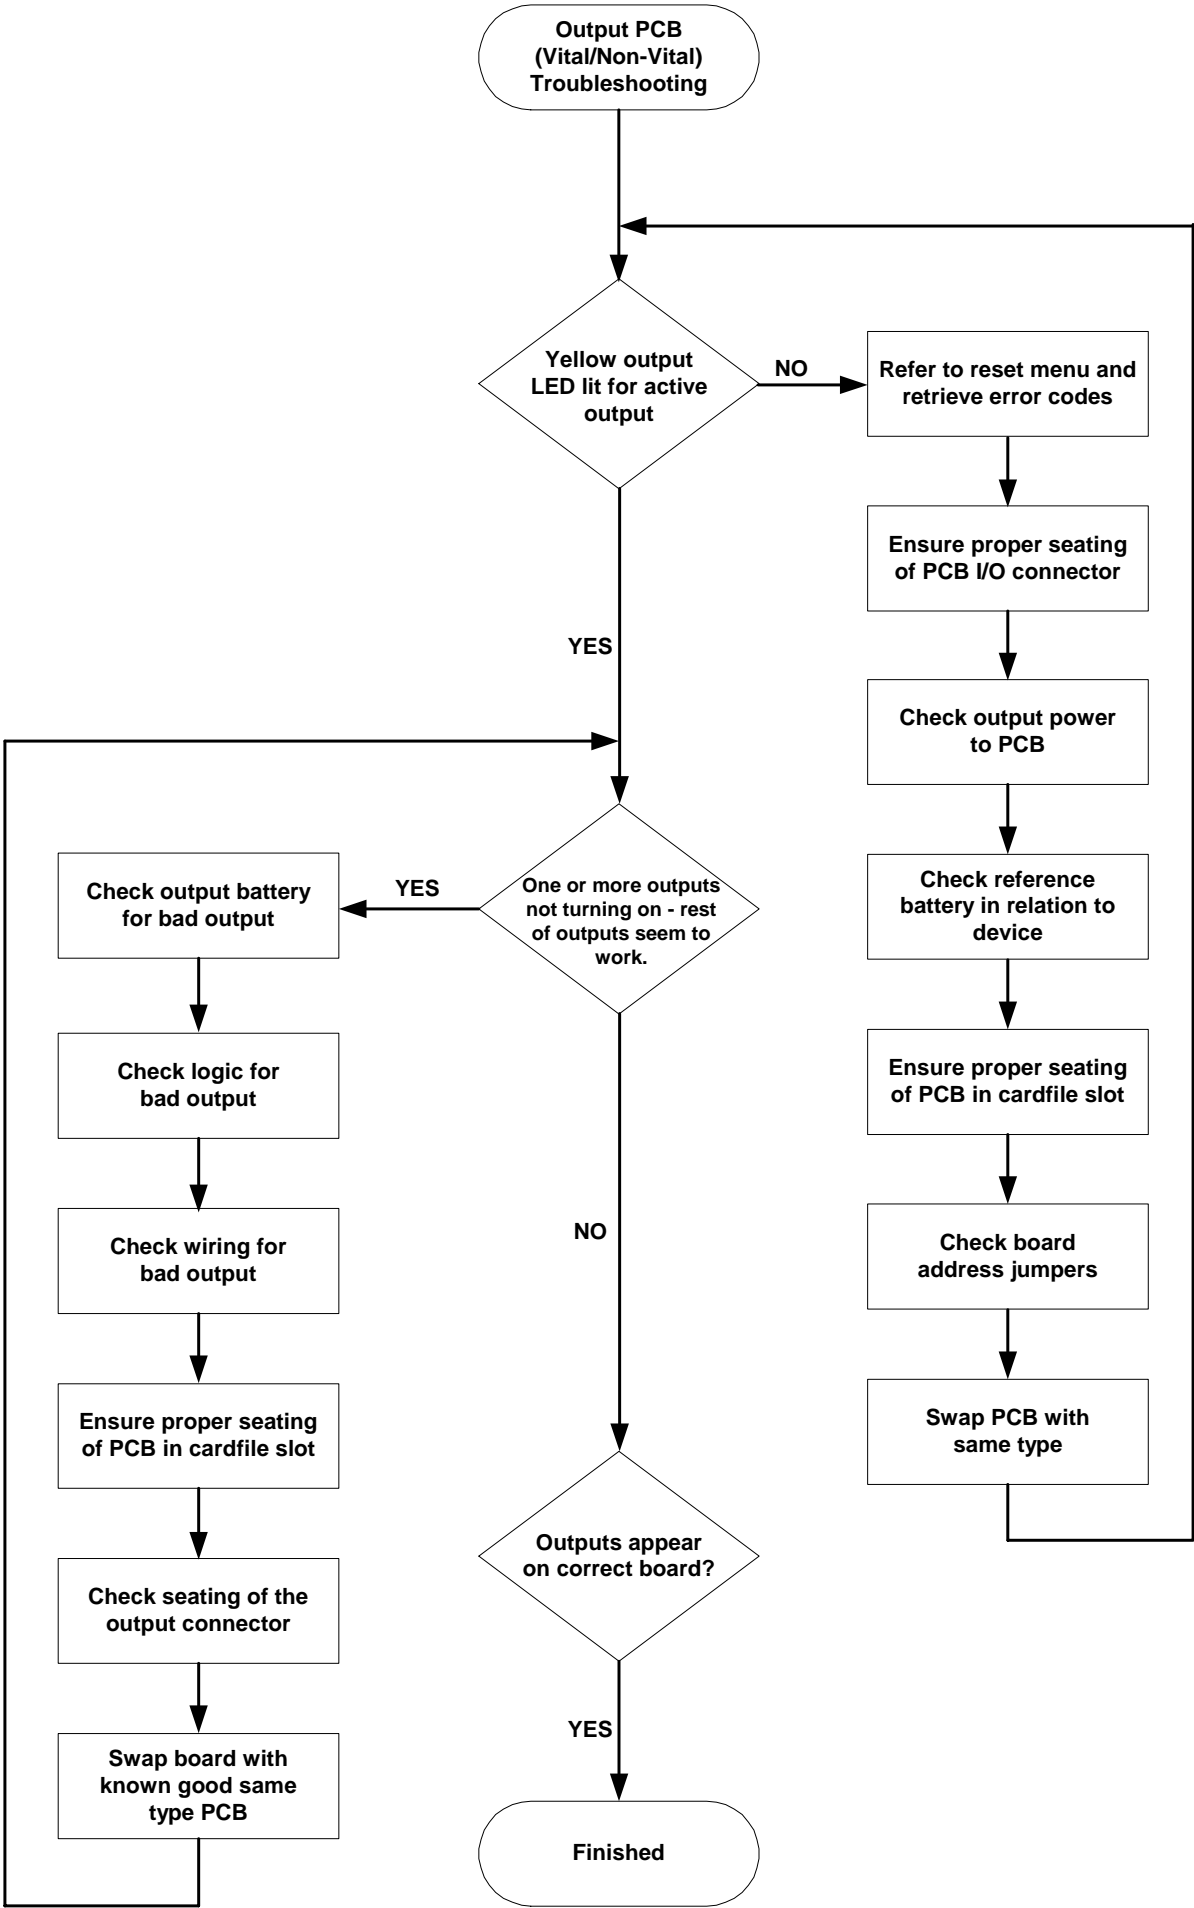 Output PCB
(Vital/Non-Vital)
Troubleshooting
Yellow output
LED lit for active
output
NO
Refer to reset menu and
retrieve error codes
Ensure proper seating
of PCB I/O connector
YES
Check output power
to PCB
Check reference
battery in relation to
device
Ensure proper seating
of PCB in cardfile slot
Check board
address jumpers
Swap PCB with
same type
One or more outputs
not turning on - rest
of outputs seem to
work.
YES
Check output battery
for bad output
Check logic for
bad output
Check wiring for
bad output
Ensure proper seating
of PCB in cardfile slot
Check seating of the
output connector
Swap board with
known good same
type PCB
NO
Outputs appear
on correct board?
YES
Finished